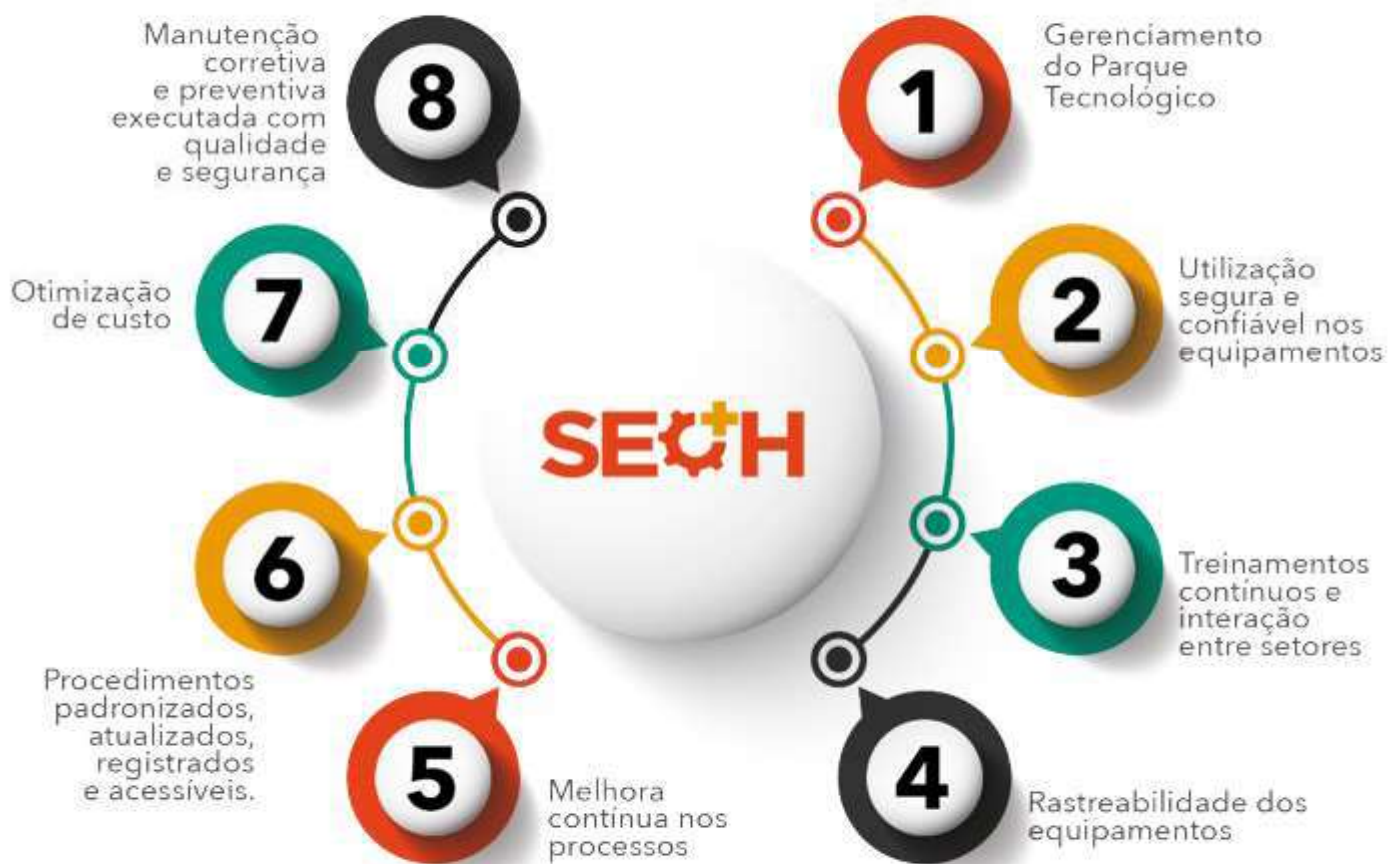 1
Gerenciamento
do Parque
Tecnológico
2
Utilização
segura e
confiável nos
equipamentos
3
Treinamentos
contínuos e
interação
entre setores
4
Rastreabilidade dos
equipamentos
5
Melhora
contínua nos
processos
6
Procedimentos
padronizados,
atualizados,
registrados
e acessíveis.
7
Otimização
de custo
8
Manutenção
corretiva
e preventiva
executada com
qualidade
e segurança
SECH